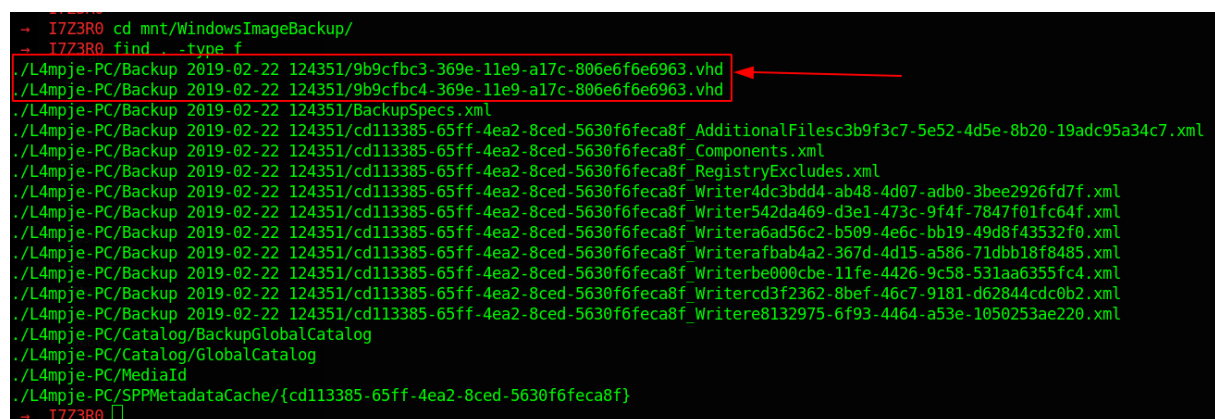 → I7Z3R0 cd mnt/WindowsImageBackup/
→ I7Z3R0 find . -type f
./L4mpje-PC/Backup 2019-02-22 124351/9b9cfbc3-369e-11e9-a17c-806e6f6e6963.vhd
./L4mpje-PC/Backup 2019-02-22 124351/9b9cfbc4-369e-11e9-a17c-806e6f6e6963.vhd
./L4mpje-PC/Backup 2019-02-22 124351/BackupSpecs.xml
./L4mpje-PC/Backup 2019-02-22 124351/cd113385-65ff-4ea2-8ced-5630f6feca8f_AdditionalFilesc3b9f3c7-5e52-4d5e-8b20-19adc95a34c7.xml
./L4mpje-PC/Backup 2019-02-22 124351/cd113385-65ff-4ea2-8ced-5630f6feca8f_Components.xml
./L4mpje-PC/Backup 2019-02-22 124351/cd113385-65ff-4ea2-8ced-5630f6feca8f_RegistryExcludes.xml
./L4mpje-PC/Backup 2019-02-22 124351/cd113385-65ff-4ea2-8ced-5630f6feca8f_Writer4dc3bdd4-ab48-4d07-adb0-3bee2926fd7f.xml
./L4mpje-PC/Backup 2019-02-22 124351/cd113385-65ff-4ea2-8ced-5630f6feca8f_Writer542da469-d3e1-473c-9f4f-7847f01fc64f.xml
./L4mpje-PC/Backup 2019-02-22 124351/cd113385-65ff-4ea2-8ced-5630f6feca8f_Writera6ad56c2-b509-4e6c-bb19-49d8f43532f0.xml
./L4mpje-PC/Backup 2019-02-22 124351/cd113385-65ff-4ea2-8ced-5630f6feca8f_Writerafbab4a2-367d-4d15-a586-71dbb18f8485.xml
./L4mpje-PC/Backup 2019-02-22 124351/cd113385-65ff-4ea2-8ced-5630f6feca8f_Writerbe000cbe-11fe-4426-9c58-531aa6355fc4.xml
./L4mpje-PC/Backup 2019-02-22 124351/cd113385-65ff-4ea2-8ced-5630f6feca8f_Writercd3f2362-8bef-46c7-9181-d62844cdc0b2.xml
./L4mpje-PC/Backup 2019-02-22 124351/cd113385-65ff-4ea2-8ced-5630f6feca8f_Writere8132975-6f93-4464-a53e-1050253ae220.xml
./L4mpje-PC/Catalog/BackupGlobalCatalog
./L4mpje-PC/Catalog/GlobalCatalog
./L4mpje-PC/MediaId
./L4mpje-PC/SPPMetadataCache/{cd113385-65ff-4ea2-8ced-5630f6feca8f}
→ I7Z3R0